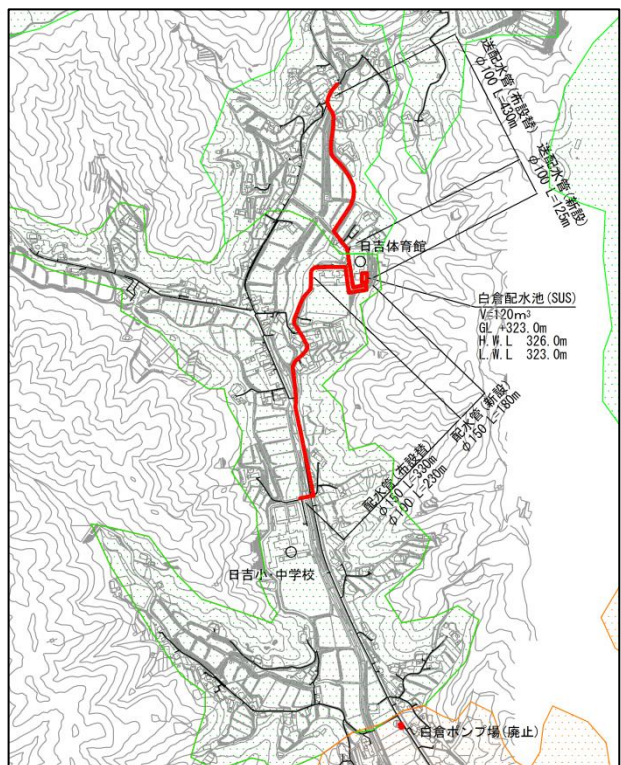 送配水管(布設替)
φ100 L=430m
送配水管(新設)
φ100 L=125m
日吉体育館
白倉配水池(SUS)
V=120m³
GL +323.0m
H.W.L 326.0m
L.W.L 323.0m
配水管(新設)
φ150 L=180m
配水管(布設替)
φ150 L=330m
φ100 L=230m
日吉小・中学校
白倉ポンプ場(廃止)